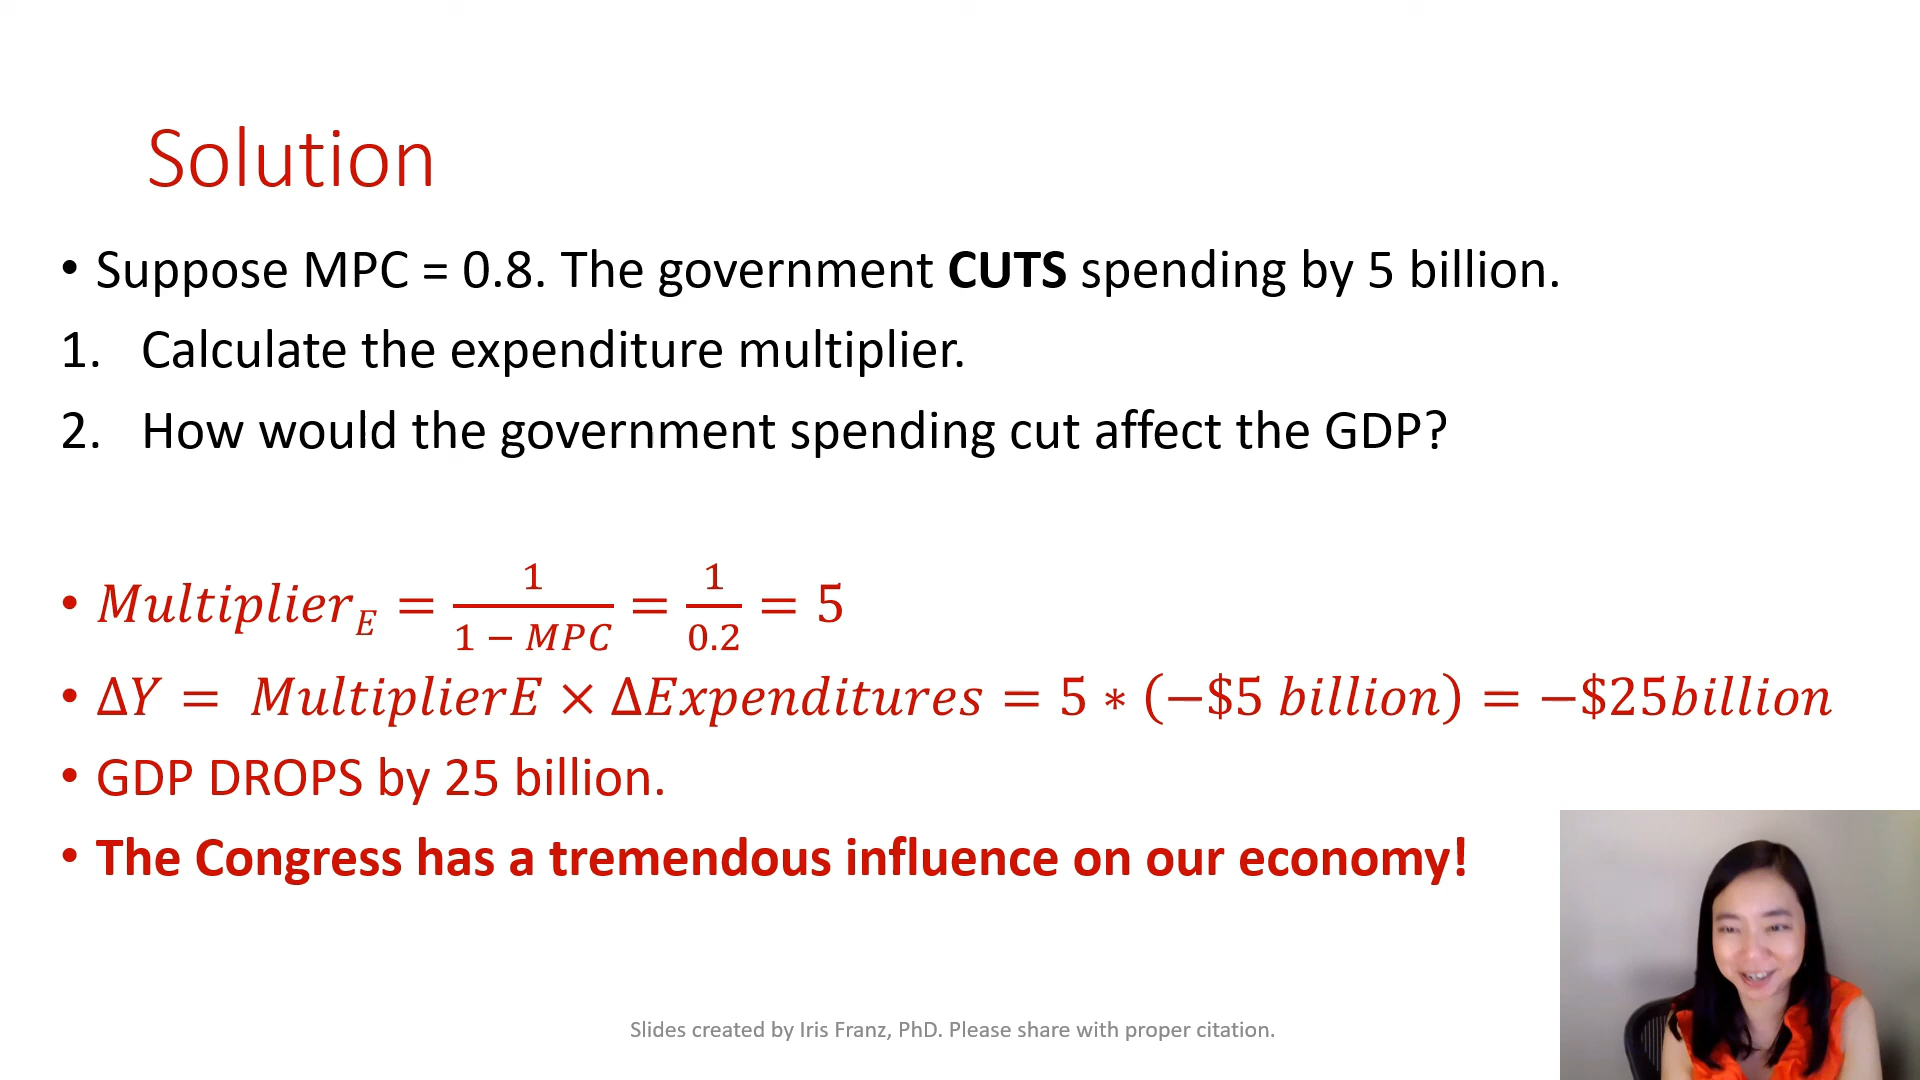 Solution
• Suppose MPC = 0.8. The government CUTS spending by 5 billion.
1. Calculate the expenditure multiplier.
2. How would the government spending cut affect the GDP?
• Multiplier_E = 1/(1 − MPC) = 1/0.2 = 5
• ΔY = MultiplierE × ΔExpenditures = 5 ∗ (−$5 billion) = −$25billion
• GDP DROPS by 25 billion.
• The Congress has a tremendous influence on our economy!
Slides created by Iris Franz, PhD. Please share with proper citation.